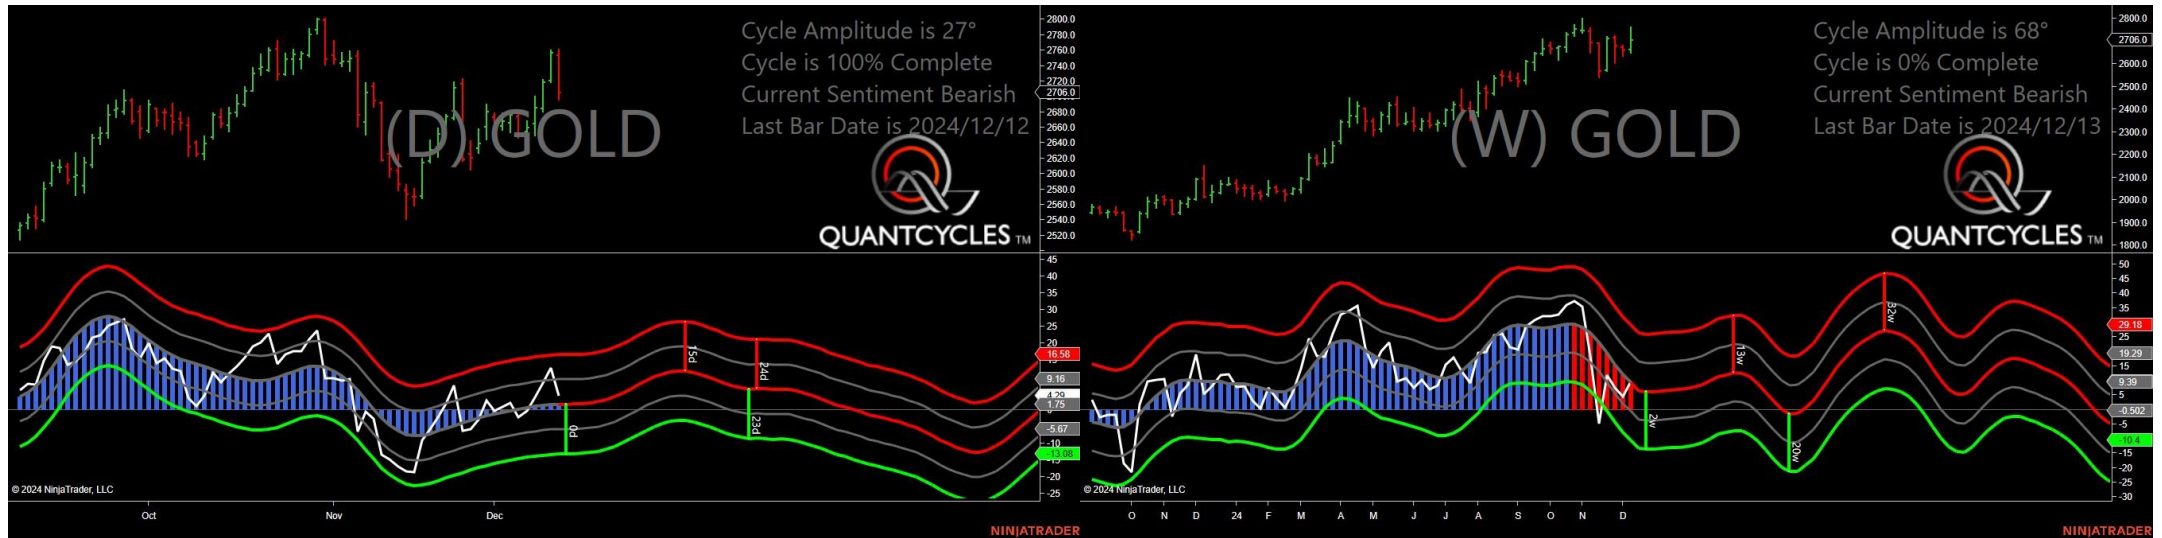 Cycle Amplitude is 27°
Cycle is 100% Complete
Current Sentiment Bearish
Last Bar Date is 2024/12/12
(D) GOLD
QUANTCYCLES TM
2800.0
2780.0
2760.0
2740.0
2720.0
2706.0
2680.0
2660.0
2640.0
2620.0
2600.0
2580.0
2560.0
2540.0
2520.0
45
40
35
30
25
20
16.58
9.16
4.29
1.75
-5.67
-10
-13.08
-20
-25
15d
24d
0d
23d
© 2024 NinjaTrader, LLC
Oct
Nov
Dec
NINJATRADER
Cycle Amplitude is 68°
Cycle is 0% Complete
Current Sentiment Bearish
Last Bar Date is 2024/12/13
(W) GOLD
QUANTCYCLES TM
2800.0
2706.0
2600.0
2500.0
2400.0
2300.0
2200.0
2100.0
2000.0
1900.0
1800.0
50
45
40
35
29.18
25
19.29
15
9.39
5
-0.502
-5
-10.4
-15
-20
-25
-30
13w
32w
2w
20w
© 2024 NinjaTrader, LLC
O N D 24 F M A M J J A S O N D
NINJATRADER